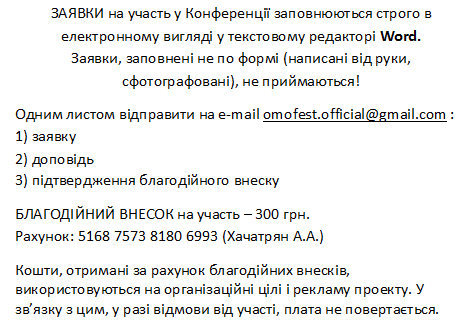 ЗАЯВКИ на участь у Конференції заповнюються строго в
електронному вигляді у текстовому редакторі Word.
Заявки, заповнені не по формі (написані від руки,
сфотографовані), не приймаються!
Одним листом відправити на e-mail omofest.official@gmail.com :
1) заявку
2) доповідь
3) підтвердження благодійного внеску
БЛАГОДІЙНИЙ ВНЕСОК на участь – 300 грн.
Рахунок: 5168 7573 8180 6993 (Хачатрян А.А.)
Кошти, отримані за рахунок благодійних внесків,
використовуються на організаційні цілі і рекламу проекту. У
зв’язку з цим, у разі відмови від участі, плата не повертається.